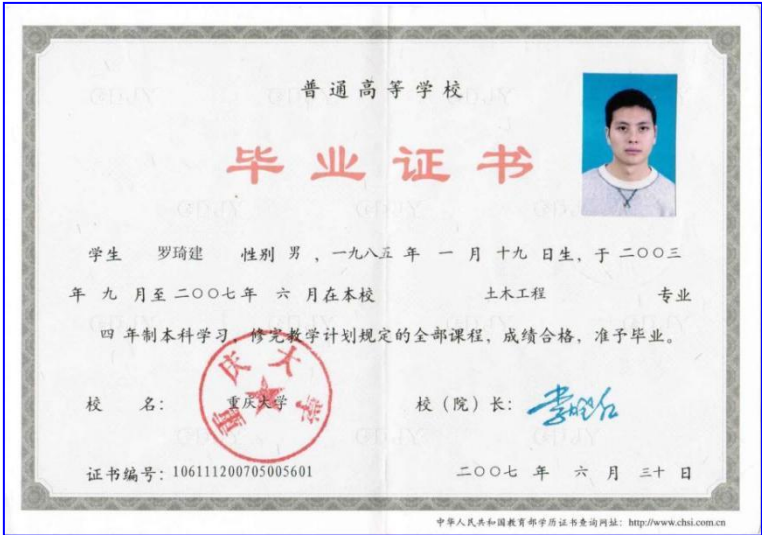 普通高等学校
毕业证书
学生 罗琦建 性别 男 ，一九八五 年 一 月 十九 日生，于 二〇〇三
年 九 月至 二〇〇七 年 六 月在本校 土木工程 专业
四 年制本科学习，修完教学计划规定的全部课程，成绩合格，准予毕业。
重庆大学
校 名： 重庆大学 校（院）长：
证书编号：106111200705005601 二〇〇七 年 六 月 三十 日
中华人民共和国教育部学历证书查询网址：http://www.chsi.com.cn